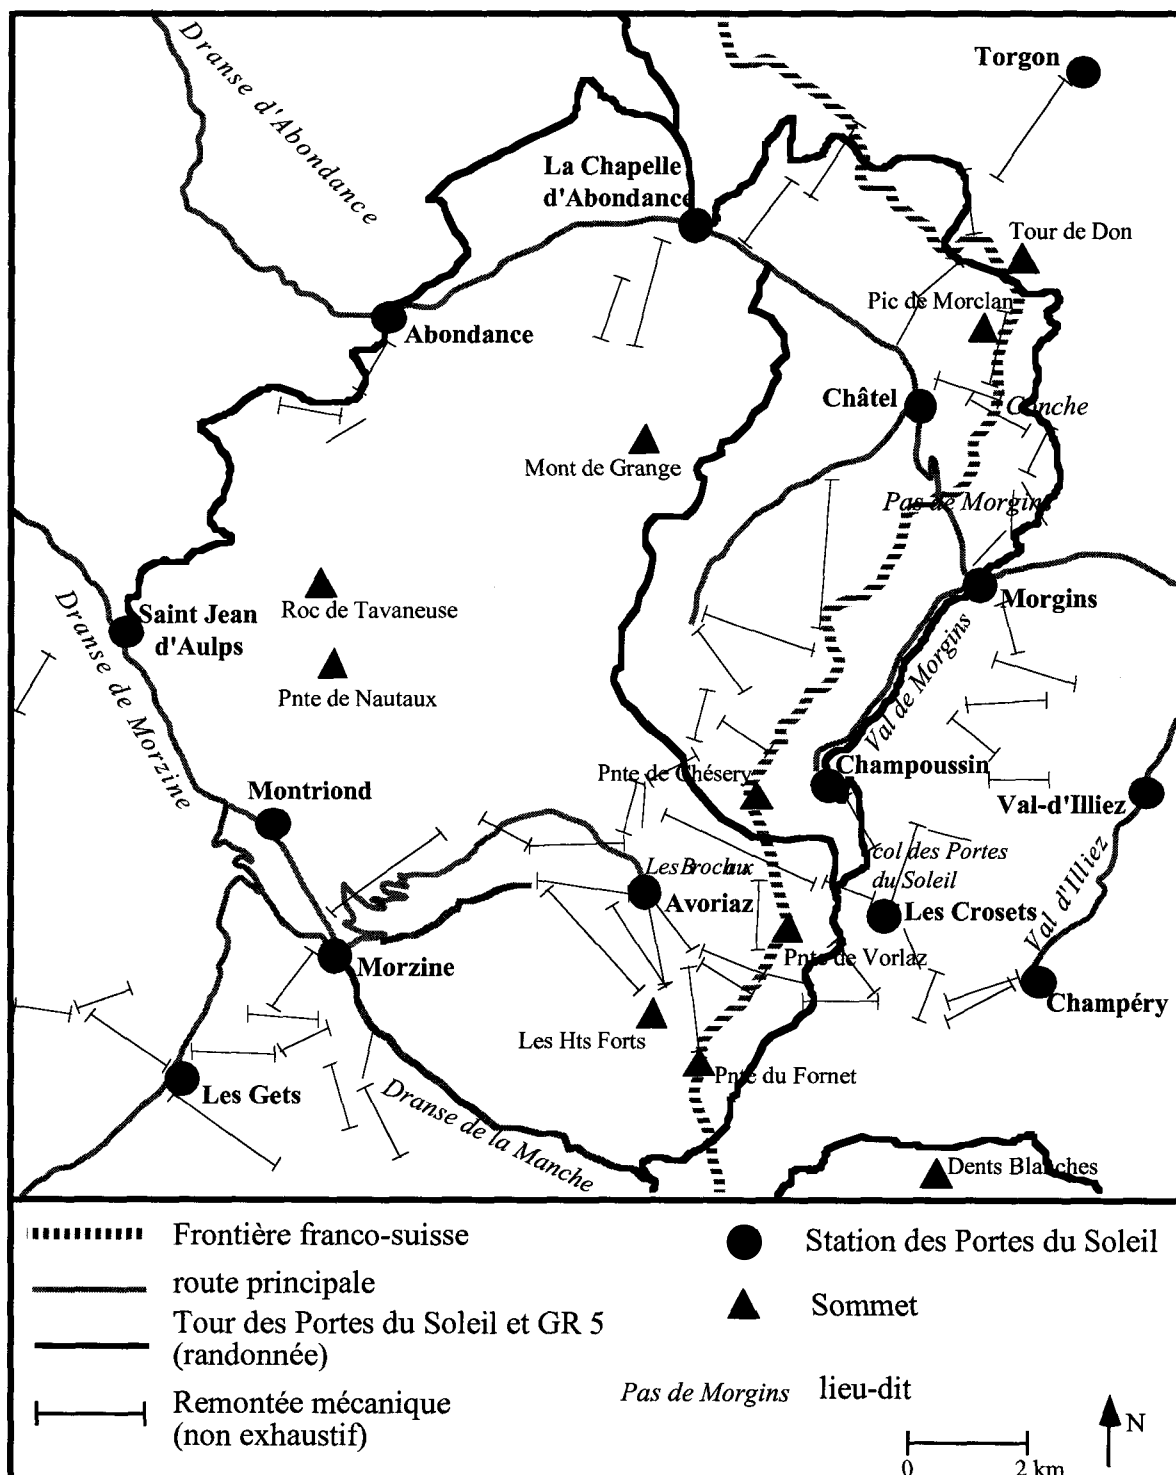 Torgon
Dranse d'Abondance
La Chapelle
d'Abondance
Tour de Don
Pic de Morclan
Abondance
Châtel
Conche
Mont de Grange
Pas de Morgins
Roc de Tavaneuse
Saint Jean
d'Aulps
Morgins
Dranse de Morzine
Pnte de Nautaux
Val de Morgins
Pnte de Chésery
Champoussin
Montriond
Val-d'Illiez
col des Portes
du Soleil
Les Brochaux
Avoriaz
Les Crosets
Val d'Illiez
Morzine
Pnte de Vorlaz
Champéry
Les Hts Forts
Pnte du Fornet
Les Gets
Dranse de la Manche
Dents Blanches
Frontière franco-suisse
Station des Portes du Soleil
route principale
Sommet
Tour des Portes du Soleil et GR 5
(randonnée)
Pas de Morgins lieu-dit
Remontée mécanique
(non exhaustif)
N
0 2 km